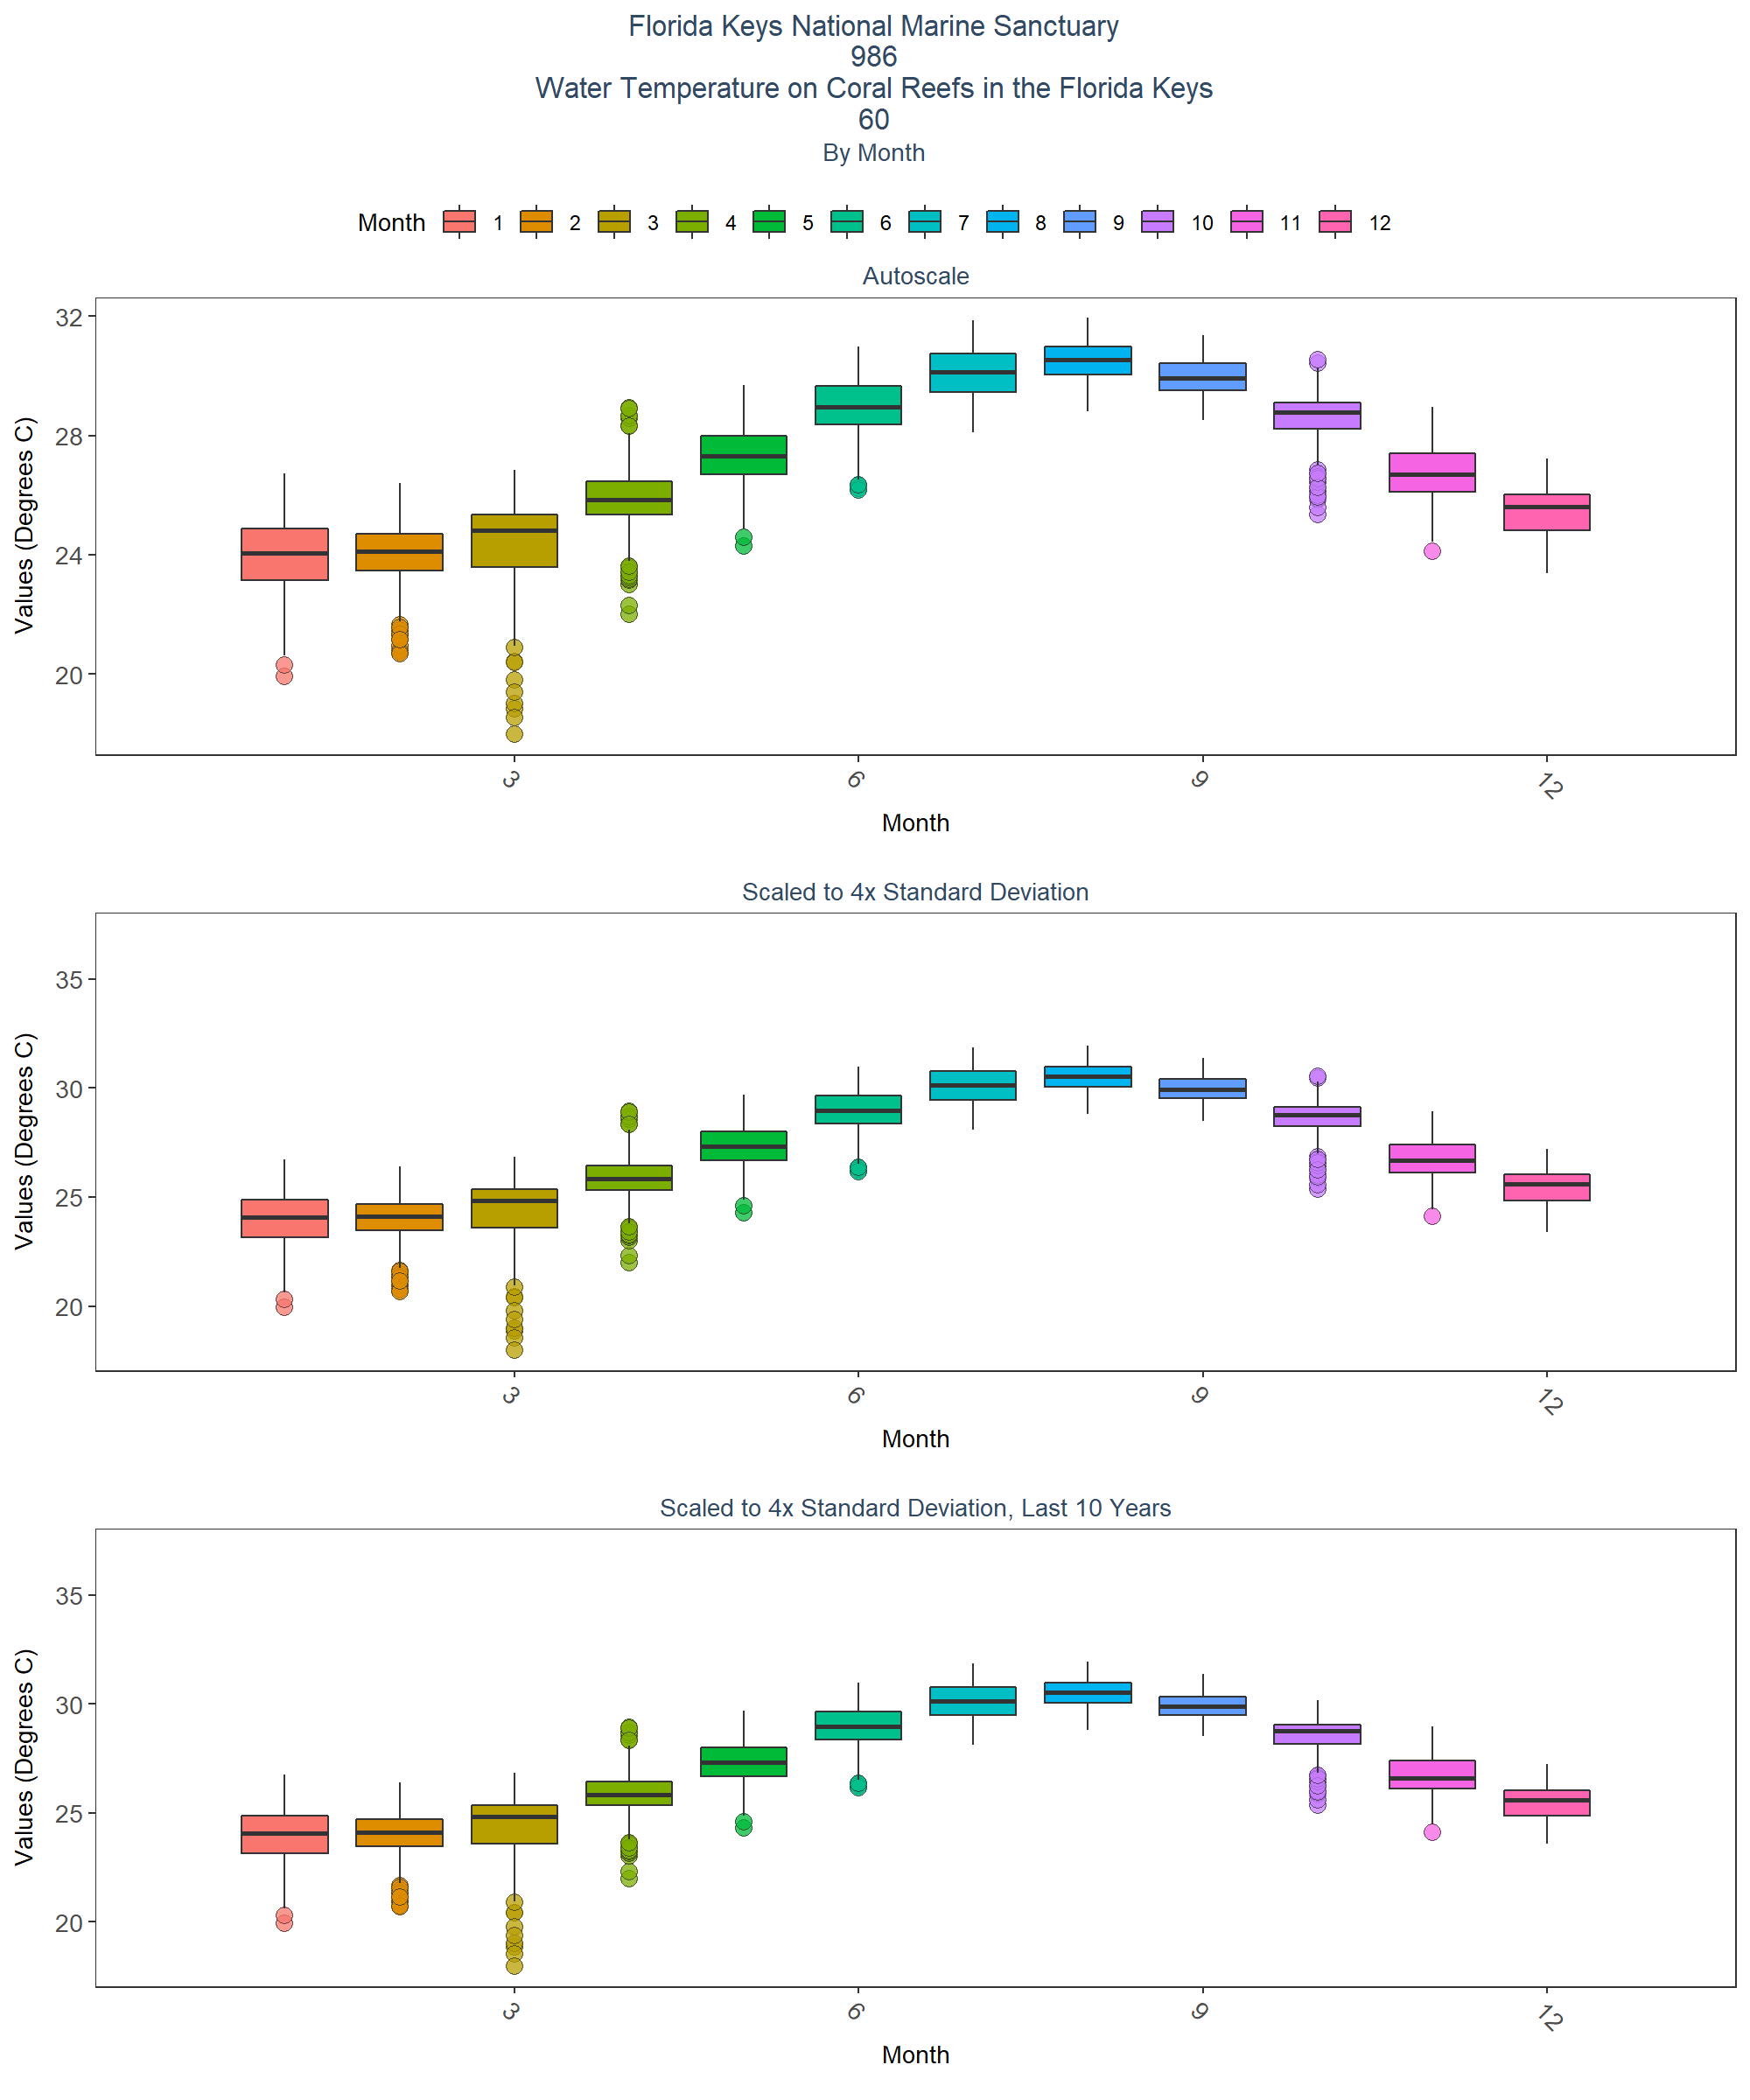 Florida Keys National Marine Sanctuary
986
Water Temperature on Coral Reefs in the Florida Keys
60
By Month
Month 1 2 3 4 5 6 7 8 9 10 11 12
Autoscale
Values (Degrees C)
32
28
24
20
3 6 9 12
Month
Scaled to 4x Standard Deviation
Values (Degrees C)
35
30
25
20
3 6 9 12
Month
Scaled to 4x Standard Deviation, Last 10 Years
Values (Degrees C)
35
30
25
20
3 6 9 12
Month